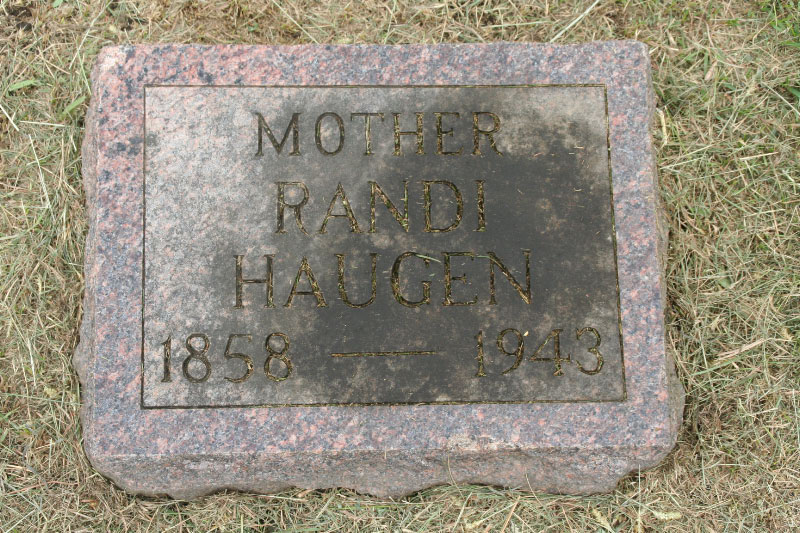 MOTHER
RANDI
HAUGEN
1858 — 1943